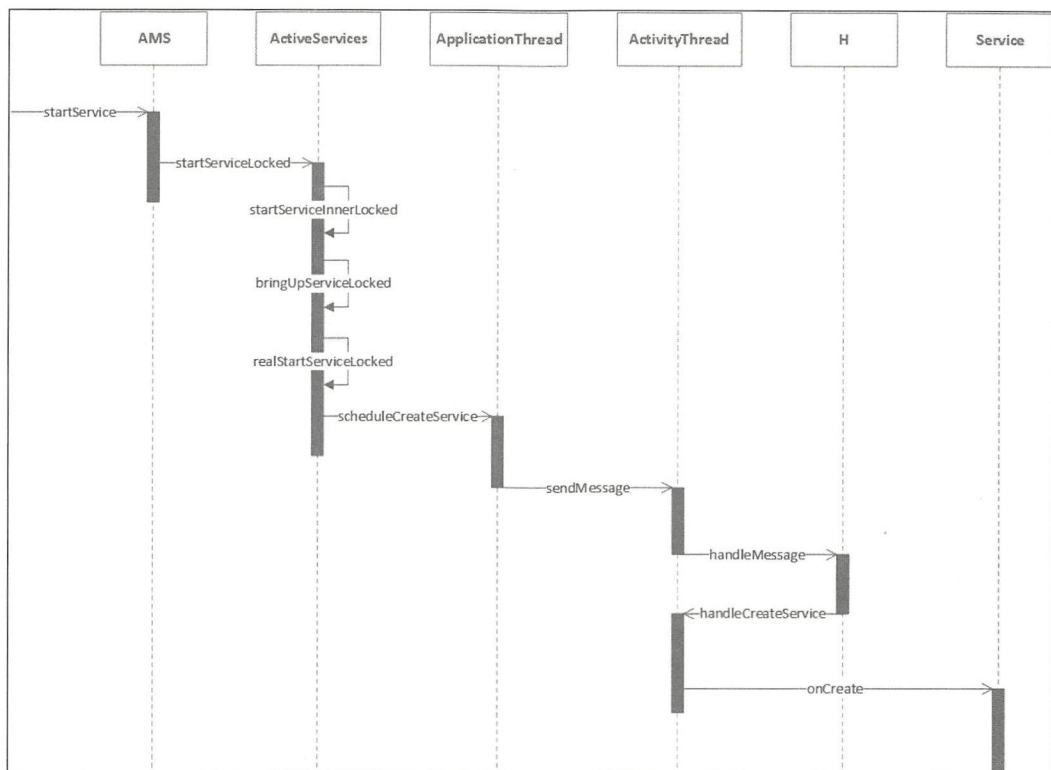 AMS
ActiveServices
ApplicationThread
ActivityThread
H
Service
startService
startServiceLocked
startServiceInnerLocked
bringUpServiceLocked
realStartServiceLocked
scheduleCreateService
sendMessage
handleMessage
handleCreateService
onCreate